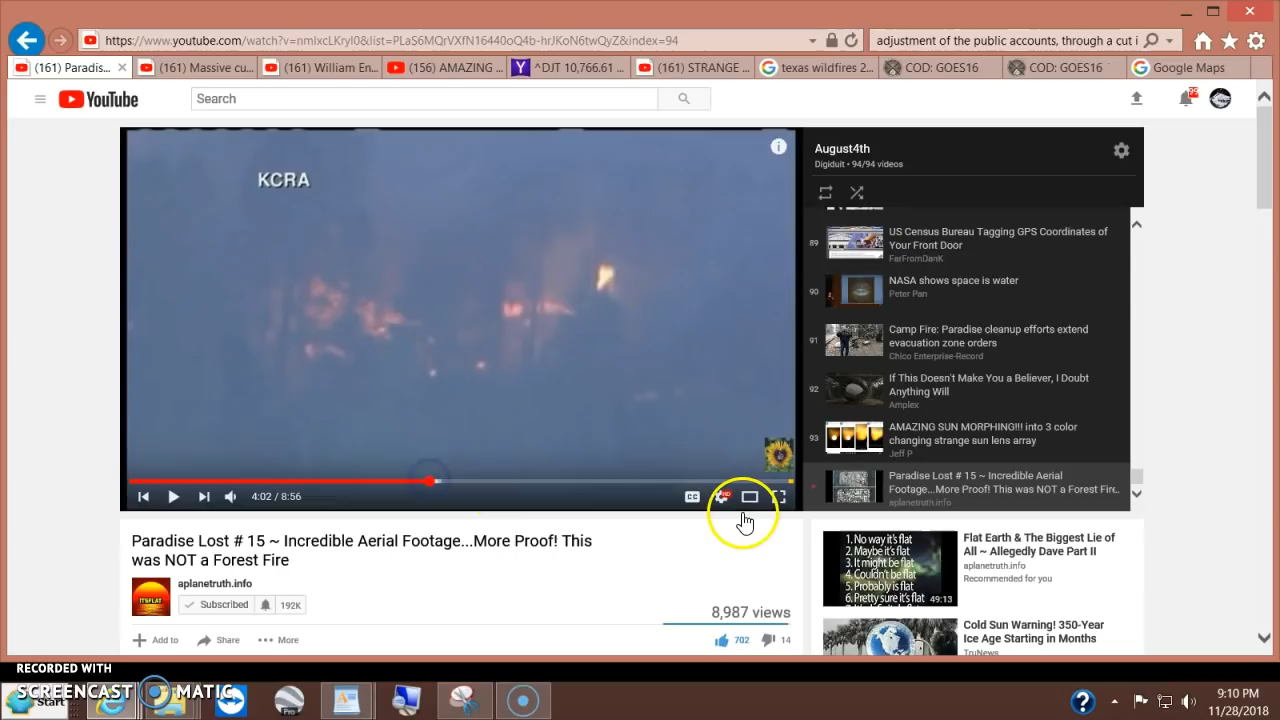 https://www.youtube.com/watch?v=nmlxcLKryI0&list=PLaS6MQrVXfN16440oQ4b-hrJKoN6twQyZ&index=94
adjustment of the public accounts, through a cut i
(161) Paradis...
(161) Massive cu...
(161) William En...
(156) AMAZING ...
^DJT 10,766.61 ...
(161) STRANGE ...
texas wildfires 2...
COD: GOES16
COD: GOES16
Google Maps
YouTube
Search
99
KCRA
August4th
Digiduit • 94/94 videos
89
US Census Bureau Tagging GPS Coordinates of
Your Front Door
FarFromDanK
90
NASA shows space is water
Peter Pan
91
Camp Fire: Paradise cleanup efforts extend
evacuation zone orders
Chico Enterprise-Record
92
If This Doesn't Make You a Believer, I Doubt
Anything Will
Amplex
93
AMAZING SUN MORPHING!!! into 3 color
changing strange sun lens array
Jeff P
Paradise Lost # 15 ~ Incredible Aerial
Footage...More Proof! This was NOT a Forest Fire..
aplanetruth.info
4:02 / 8:56
CC
HD
Paradise Lost # 15 ~ Incredible Aerial Footage...More Proof! This
was NOT a Forest Fire
ITSFLAT
aplanetruth.info
Subscribed
192K
8,987 views
Add to
Share
More
702
14
1. No way it's flat
2. Maybe it's flat
3. It might be flat
4. Couldn't be flat
5. Probably is flat
6. Pretty sure it's flat
49:13
Flat Earth & The Biggest Lie of
All ~ Allegedly Dave Part II
aplanetruth.info
Recommended for you
Cold Sun Warning! 350-Year
Ice Age Starting in Months
TruNews
RECORDED WITH
SCREENCAST MATIC
Start
Pro
9:10 PM
11/28/2018